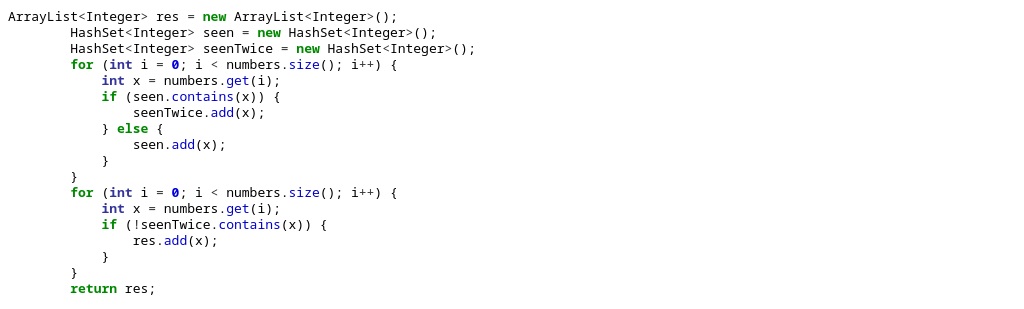 ArrayList<Integer> res = new ArrayList<Integer>();
        HashSet<Integer> seen = new HashSet<Integer>();
        HashSet<Integer> seenTwice = new HashSet<Integer>();
        for (int i = 0; i < numbers.size(); i++) {
            int x = numbers.get(i);
            if (seen.contains(x)) {
                seenTwice.add(x);
            } else {
                seen.add(x);
            }
        }
        for (int i = 0; i < numbers.size(); i++) {
            int x = numbers.get(i);
            if (!seenTwice.contains(x)) {
                res.add(x);
            }
        }
        return res;